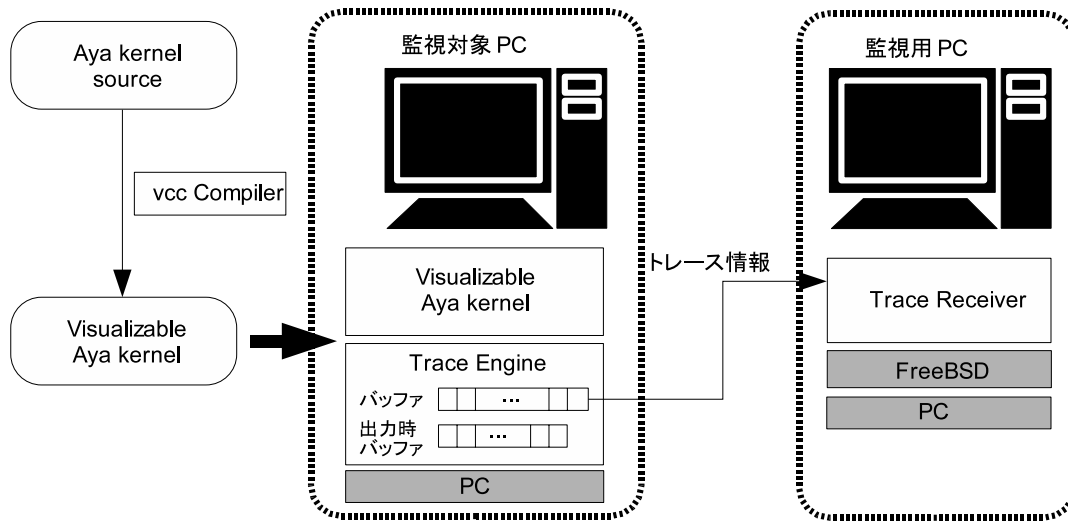 Aya kernel
source
vcc Compiler
Visualizable
Aya kernel
監視対象 PC
Visualizable
Aya kernel
Trace Engine
バッファ
...
出力時
バッファ
...
PC
トレース情報
監視用 PC
Trace Receiver
FreeBSD
PC